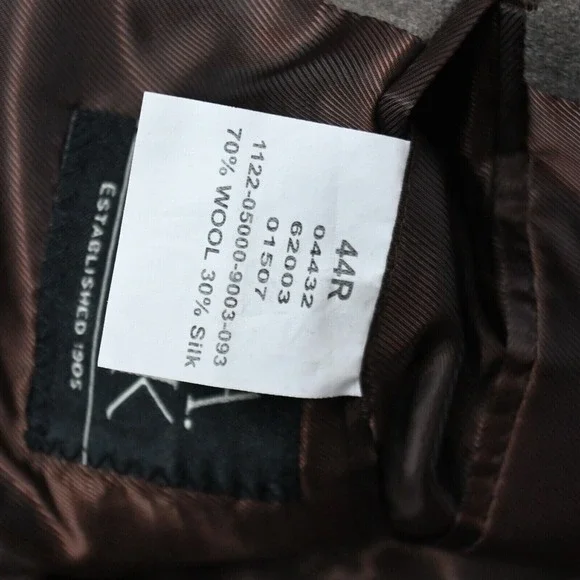 44R
04432
62003
01507
1122-05000-9003-093
70% WOOL 30% Silk
ESTABLISHED 1905